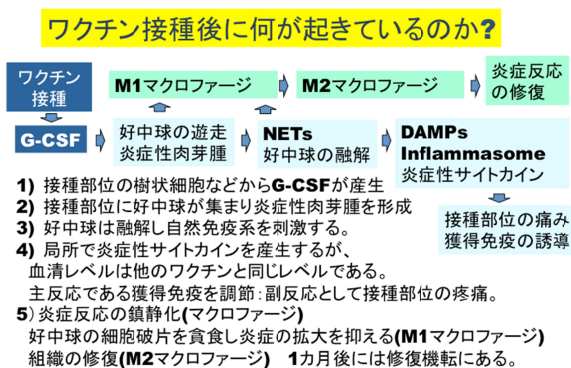 ワクチン接種後に何が起きているのか?
ワクチン
接種
M1マクロファージ
M2マクロファージ
炎症反応
の修復
G-CSF
好中球の遊走
炎症性肉芽腫
NETs
好中球の融解
DAMPs
Inflammasome
炎症性サイトカイン
接種部位の痛み
獲得免疫の誘導
1) 接種部位の樹状細胞などからG-CSFが産生
2) 接種部位に好中球が集まり炎症性肉芽腫を形成
3) 好中球は融解し自然免疫系を刺激する。
4) 局所で炎症性サイトカインを産生するが、
血清レベルは他のワクチンと同じレベルである。
主反応である獲得免疫を調節:副反応として接種部位の疼痛。
5)炎症反応の鎮静化(マクロファージ)
好中球の細胞破片を貪食し炎症の拡大を抑える(M1マクロファージ)
組織の修復(M2マクロファージ) 1カ月後には修復機転にある。